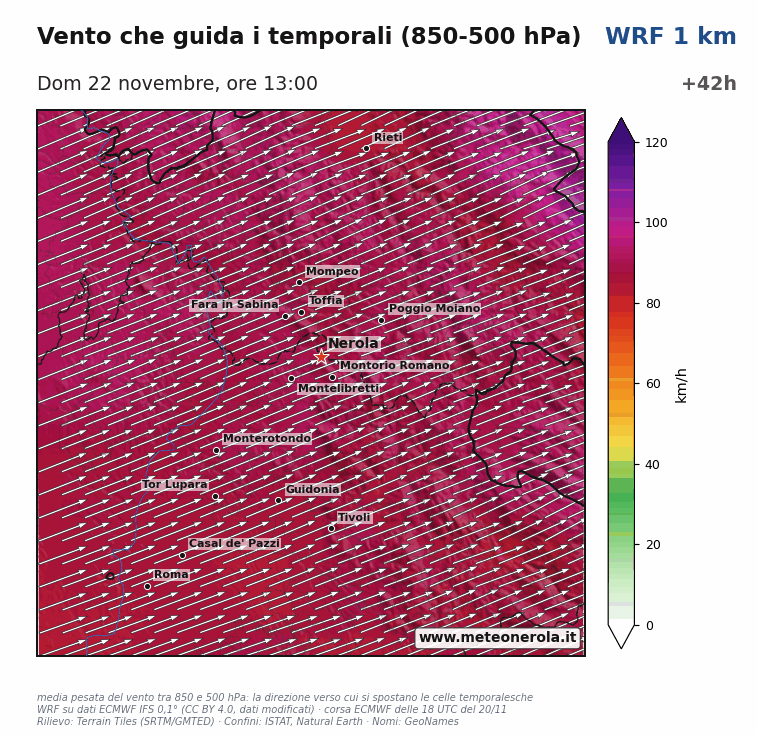 Vento che guida i temporali (850-500 hPa) WRF 1 km
Dom 22 novembre, ore 13:00 +42h
Rieti
Mompeo
Fara in Sabina
Toffia
Poggio Moiano
Nerola
Montorio Romano
Montelibretti
Monterotondo
Tor Lupara
Guidonia
Tivoli
Casal de' Pazzi
Roma
www.meteonerola.it
120
100
80
60
40
20
0
km/h
media pesata del vento tra 850 e 500 hPa: la direzione verso cui si spostano le celle temporalesche
WRF su dati ECMWF IFS 0,1° (CC BY 4.0, dati modificati) · corsa ECMWF delle 18 UTC del 20/11
Rilievo: Terrain Tiles (SRTM/GMTED) · Confini: ISTAT, Natural Earth · Nomi: GeoNames